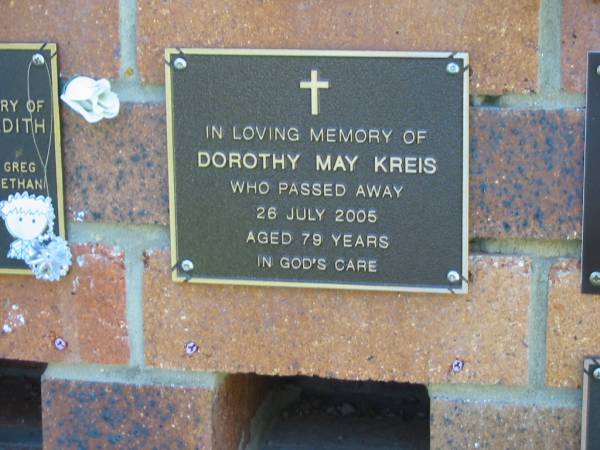 RY OF
DITH
GREG
ETHAN
IN LOVING MEMORY OF
DOROTHY MAY KREIS
WHO PASSED AWAY
26 JULY 2005
AGED 79 YEARS
IN GOD'S CARE